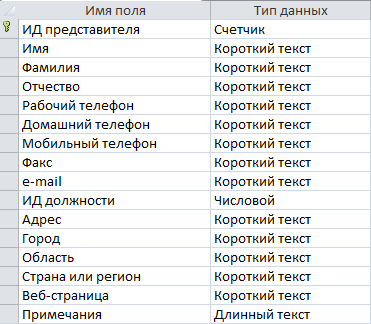 Имя поля Тип данных
ИД представителя Счетчик
Имя Короткий текст
Фамилия Короткий текст
Отчество Короткий текст
Рабочий телефон Короткий текст
Домашний телефон Короткий текст
Мобильный телефон Короткий текст
Факс Короткий текст
e-mail Короткий текст
ИД должности Числовой
Адрес Короткий текст
Город Короткий текст
Область Короткий текст
Страна или регион Короткий текст
Веб-страница Короткий текст
Примечания Длинный текст